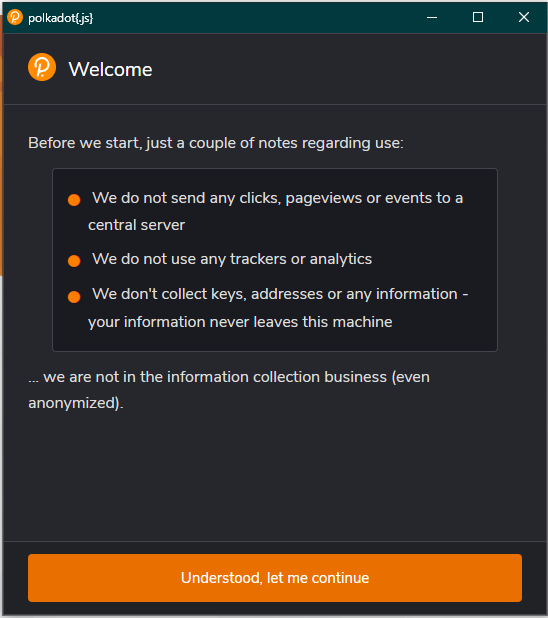 polkadot{.js}
Welcome
Before we start, just a couple of notes regarding use:
We do not send any clicks, pageviews or events to a
central server
We do not use any trackers or analytics
We don't collect keys, addresses or any information -
your information never leaves this machine
... we are not in the information collection business (even
anonymized).
Understood, let me continue